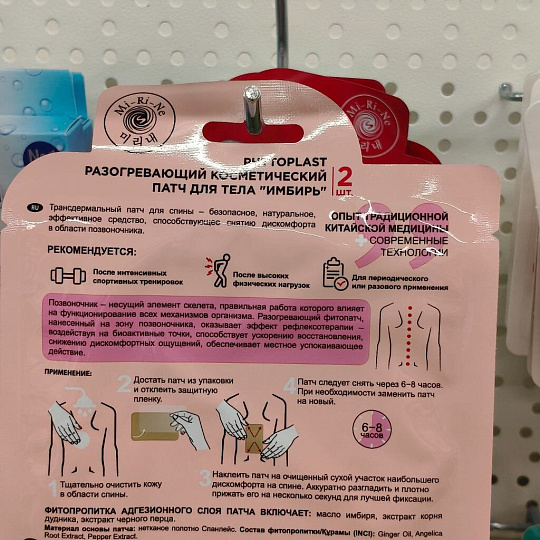 Mi-Ri-Ne
미리내
Mi-Ri-Ne
미리내
PHYTOPLAST
РАЗОГРЕВАЮЩИЙ КОСМЕТИЧЕСКИЙ
ПАТЧ ДЛЯ ТЕЛА "ИМБИРЬ"
2
ШТ.
RU
Трансдермальный патч для спины – безопасное, натуральное,
эффективное средство, способствующее снятию дискомфорта
в области позвоночника.
ОПЫТ ТРАДИЦИОННОЙ
КИТАЙСКОЙ МЕДИЦИНЫ
+ СОВРЕМЕННЫЕ
ТЕХНОЛОГИИ
РЕКОМЕНДУЕТСЯ:
После интенсивных
спортивных тренировок
После высоких
физических нагрузок
Для периодического
или разового применения
Позвоночник – несущий элемент скелета, правильная работа которого влияет
на функционирование всех механизмов организма. Разогревающий фитопатч,
нанесенный на зону позвоночника, оказывает эффект рефлексотерапии –
воздействуя на биоактивные точки, способствует ускорению восстановления,
снижению дискомфортных ощущений, обеспечивает местное успокаивающее
действие.
ПРИМЕНЕНИЕ:
2 Достать патч из упаковки
и отклеить защитную
пленку.
4 Патч следует снять через 6–8 часов.
При необходимости заменить патч
на новый.
6–8
часов
1 Тщательно очистить кожу
в области спины.
3 Наклеить патч на очищенный сухой участок наибольшего
дискомфорта на спине. Аккуратно разгладить и плотно
прижать его на несколько секунд для лучшей фиксации.
ФИТОПРОПИТКА АДГЕЗИОННОГО СЛОЯ ПАТЧА ВКЛЮЧАЕТ: масло имбиря, экстракт корня
дудника, экстракт черного перца.
Материал основы патча: нетканое полотно Спанлейс. Состав фитопропитки/Құрамы (INCI): Ginger Oil, Angelica
Root Extract, Pepper Extract.